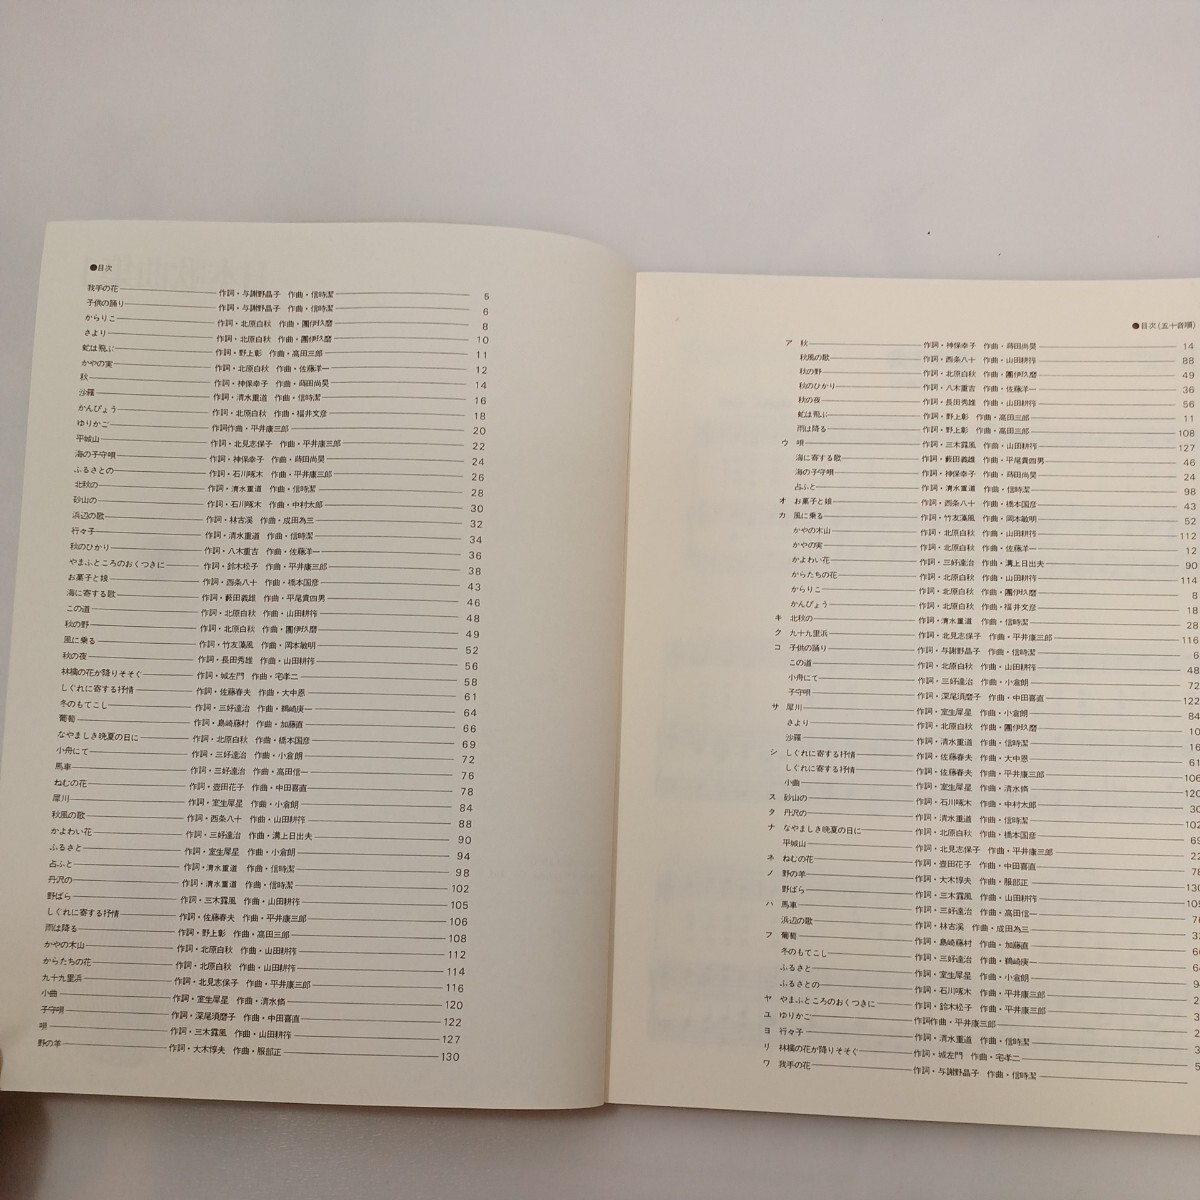 ●目次
我手の花 作詞・与謝野晶子 作曲・信時潔 5
子供の踊り 作詞・与謝野晶子 作曲・信時潔 6
からりこ 作詞・北原白秋 作曲・團伊玖磨 8
さより 作詞・北原白秋 作曲・團伊玖磨 10
虻は飛ぶ 作詞・野上彰 作曲・高田三郎 11
かやの実 作詞・北原白秋 作曲・佐藤洋一 12
秋 作詞・神保幸子 作曲・蒔田尚昊 14
沙羅 作詞・清水重道 作曲・信時潔 16
かんぴょう 作詞・北原白秋 作曲・福井文彦 18
ゆりかご 作詞作曲・平井康三郎 20
平城山 作詞・北見志保子 作曲・平井康三郎 22
海の子守唄 作詞・神保幸子 作曲・蒔田尚昊 24
ふるさとの 作詞・石川啄木 作曲・平井康三郎 26
北秋の 作詞・清水重道 作曲・信時潔 28
砂山の 作詞・石川啄木 作曲・中村太郎 30
浜辺の歌 作詞・林古溪 作曲・成田為三 32
行々子 作詞・清水重道 作曲・信時潔 34
秋のひかり 作詞・八木重吉 作曲・佐藤洋一 36
やまふところのおくつきに 作詞・鈴木松子 作曲・平井康三郎 38
お菓子と娘 作詞・西条八十 作曲・橋本国彦 43
海に寄する歌 作詞・薮田義雄 作曲・平尾貴四男 46
この道 作詞・北原白秋 作曲・山田耕筰 48
秋の野 作詞・北原白秋 作曲・團伊玖磨 49
風に乗る 作詞・竹友藻風 作曲・岡本敏明 52
秋の夜 作詞・長田秀雄 作曲・山田耕筰 56
林檎の花が降りそそぐ 作詞・城左門 作曲・宅孝二 58
しぐれに寄する抒情 作詞・佐藤春夫 作曲・大中恩 61
冬のもてこし 作詞・三好達治 作曲・鵜崎庚一 64
葡萄 作詞・島崎藤村 作曲・加藤直 66
なやましき晩夏の日に 作詞・北原白秋 作曲・橋本国彦 69
小舟にて 作詞・三好達治 作曲・小倉朗 72
馬車 作詞・三好達治 作曲・高田信一 76
ねむの花 作詞・壺田花子 作曲・中田喜直 78
犀川 作詞・室生犀星 作曲・小倉朗 84
秋風の歌 作詞・西条八十 作曲・山田耕筰 88
かよわい花 作詞・三好達治 作曲・溝上日出夫 90
ふるさと 作詞・室生犀星 作曲・小倉朗 94
占ふと 作詞・清水重道 作曲・信時潔 98
丹沢の 作詞・清水重道 作曲・信時潔 102
野ばら 作詞・三木露風 作曲・山田耕筰 105
しぐれに寄する抒情 作詞・佐藤春夫 作曲・平井康三郎 106
雨は降る 作詞・野上彰 作曲・高田三郎 108
かやの木山 作詞・北原白秋 作曲・山田耕筰 112
からたちの花 作詞・北原白秋 作曲・山田耕筰 114
九十九里浜 作詞・北見志保子 作曲・平井康三郎 116
小曲 作詞・室生犀星 作曲・清水脩 120
子守唄 作詞・深尾須磨子 作曲・中田喜直 122
唄 作詞・三木露風 作曲・山田耕筰 127
野の羊 作詞・大木惇夫 作曲・服部正 130
●目次(五十音順)
ア 秋 作詞・神保幸子 作曲・蒔田尚昊 14
秋風の歌 作詞・西条八十 作曲・山田耕筰 88
秋の野 作詞・北原白秋 作曲・團伊玖磨 49
秋のひかり 作詞・八木重吉 作曲・佐藤洋一 36
秋の夜 作詞・長田秀雄 作曲・山田耕筰 56
虻は飛ぶ 作詞・野上彰 作曲・高田三郎 11
雨は降る 作詞・野上彰 作曲・高田三郎 108
ウ 唄 作詞・三木露風 作曲・山田耕筰 127
海に寄する歌 作詞・薮田義雄 作曲・平尾貴四男 46
海の子守唄 作詞・神保幸子 作曲・蒔田尚昊 24
占ふと 作詞・清水重道 作曲・信時潔 98
オ お菓子と娘 作詞・西条八十 作曲・橋本国彦 43
カ 風に乗る 作詞・竹友藻風 作曲・岡本敏明 52
かやの木山 作詞・北原白秋 作曲・山田耕筰 112
かやの実 作詞・北原白秋 作曲・佐藤洋一 12
かよわい花 作詞・三好達治 作曲・溝上日出夫 90
からたちの花 作詞・北原白秋 作曲・山田耕筰 114
からりこ 作詞・北原白秋 作曲・團伊玖磨 8
かんぴょう 作詞・北原白秋 作曲・福井文彦 18
キ 北秋の 作詞・清水重道 作曲・信時潔 28
ク 九十九里浜 作詞・北見志保子 作曲・平井康三郎 116
コ 子供の踊り 作詞・与謝野晶子 作曲・信時潔 6
この道 作詞・北原白秋 作曲・山田耕筰 48
小舟にて 作詞・三好達治 作曲・小倉朗 72
子守唄 作詞・深尾須磨子 作曲・中田喜直 122
サ 犀川 作詞・室生犀星 作曲・小倉朗 84
さより 作詞・北原白秋 作曲・團伊玖磨 10
沙羅 作詞・清水重道 作曲・信時潔 16
シ しぐれに寄する抒情 作詞・佐藤春夫 作曲・大中恩 61
しぐれに寄する抒情 作詞・佐藤春夫 作曲・平井康三郎 106
小曲 作詞・室生犀星 作曲・清水脩 120
ス 砂山の 作詞・石川啄木 作曲・中村太郎 30
タ 丹沢の 作詞・清水重道 作曲・信時潔 102
ナ なやましき晩夏の日に 作詞・北原白秋 作曲・橋本国彦 69
平城山 作詞・北見志保子 作曲・平井康三郎 22
ネ ねむの花 作詞・壺田花子 作曲・中田喜直 78
ノ 野の羊 作詞・大木惇夫 作曲・服部正 130
野ばら 作詞・三木露風 作曲・山田耕筰 105
ハ 馬車 作詞・三好達治 作曲・高田信一
浜辺の歌 作詞・林古溪 作曲・成田為三
フ 葡萄 作詞・島崎藤村 作曲・加藤直
冬のもてこし 作詞・三好達治 作曲・鵜崎庚一
ふるさと 作詞・室生犀星 作曲・小倉朗
ふるさとの 作詞・石川啄木 作曲・平井康三郎
ヤ やまふところのおくつきに 作詞・鈴木松子 作曲・平井康三郎
ユ ゆりかご 作詞作曲・平井康三郎
ヨ 行々子 作詞・清水重道 作曲・信時潔
リ 林檎の花が降りそそぐ 作詞・城左門 作曲・宅孝二
ワ 我手の花 作詞・与謝野晶子 作曲・信時潔